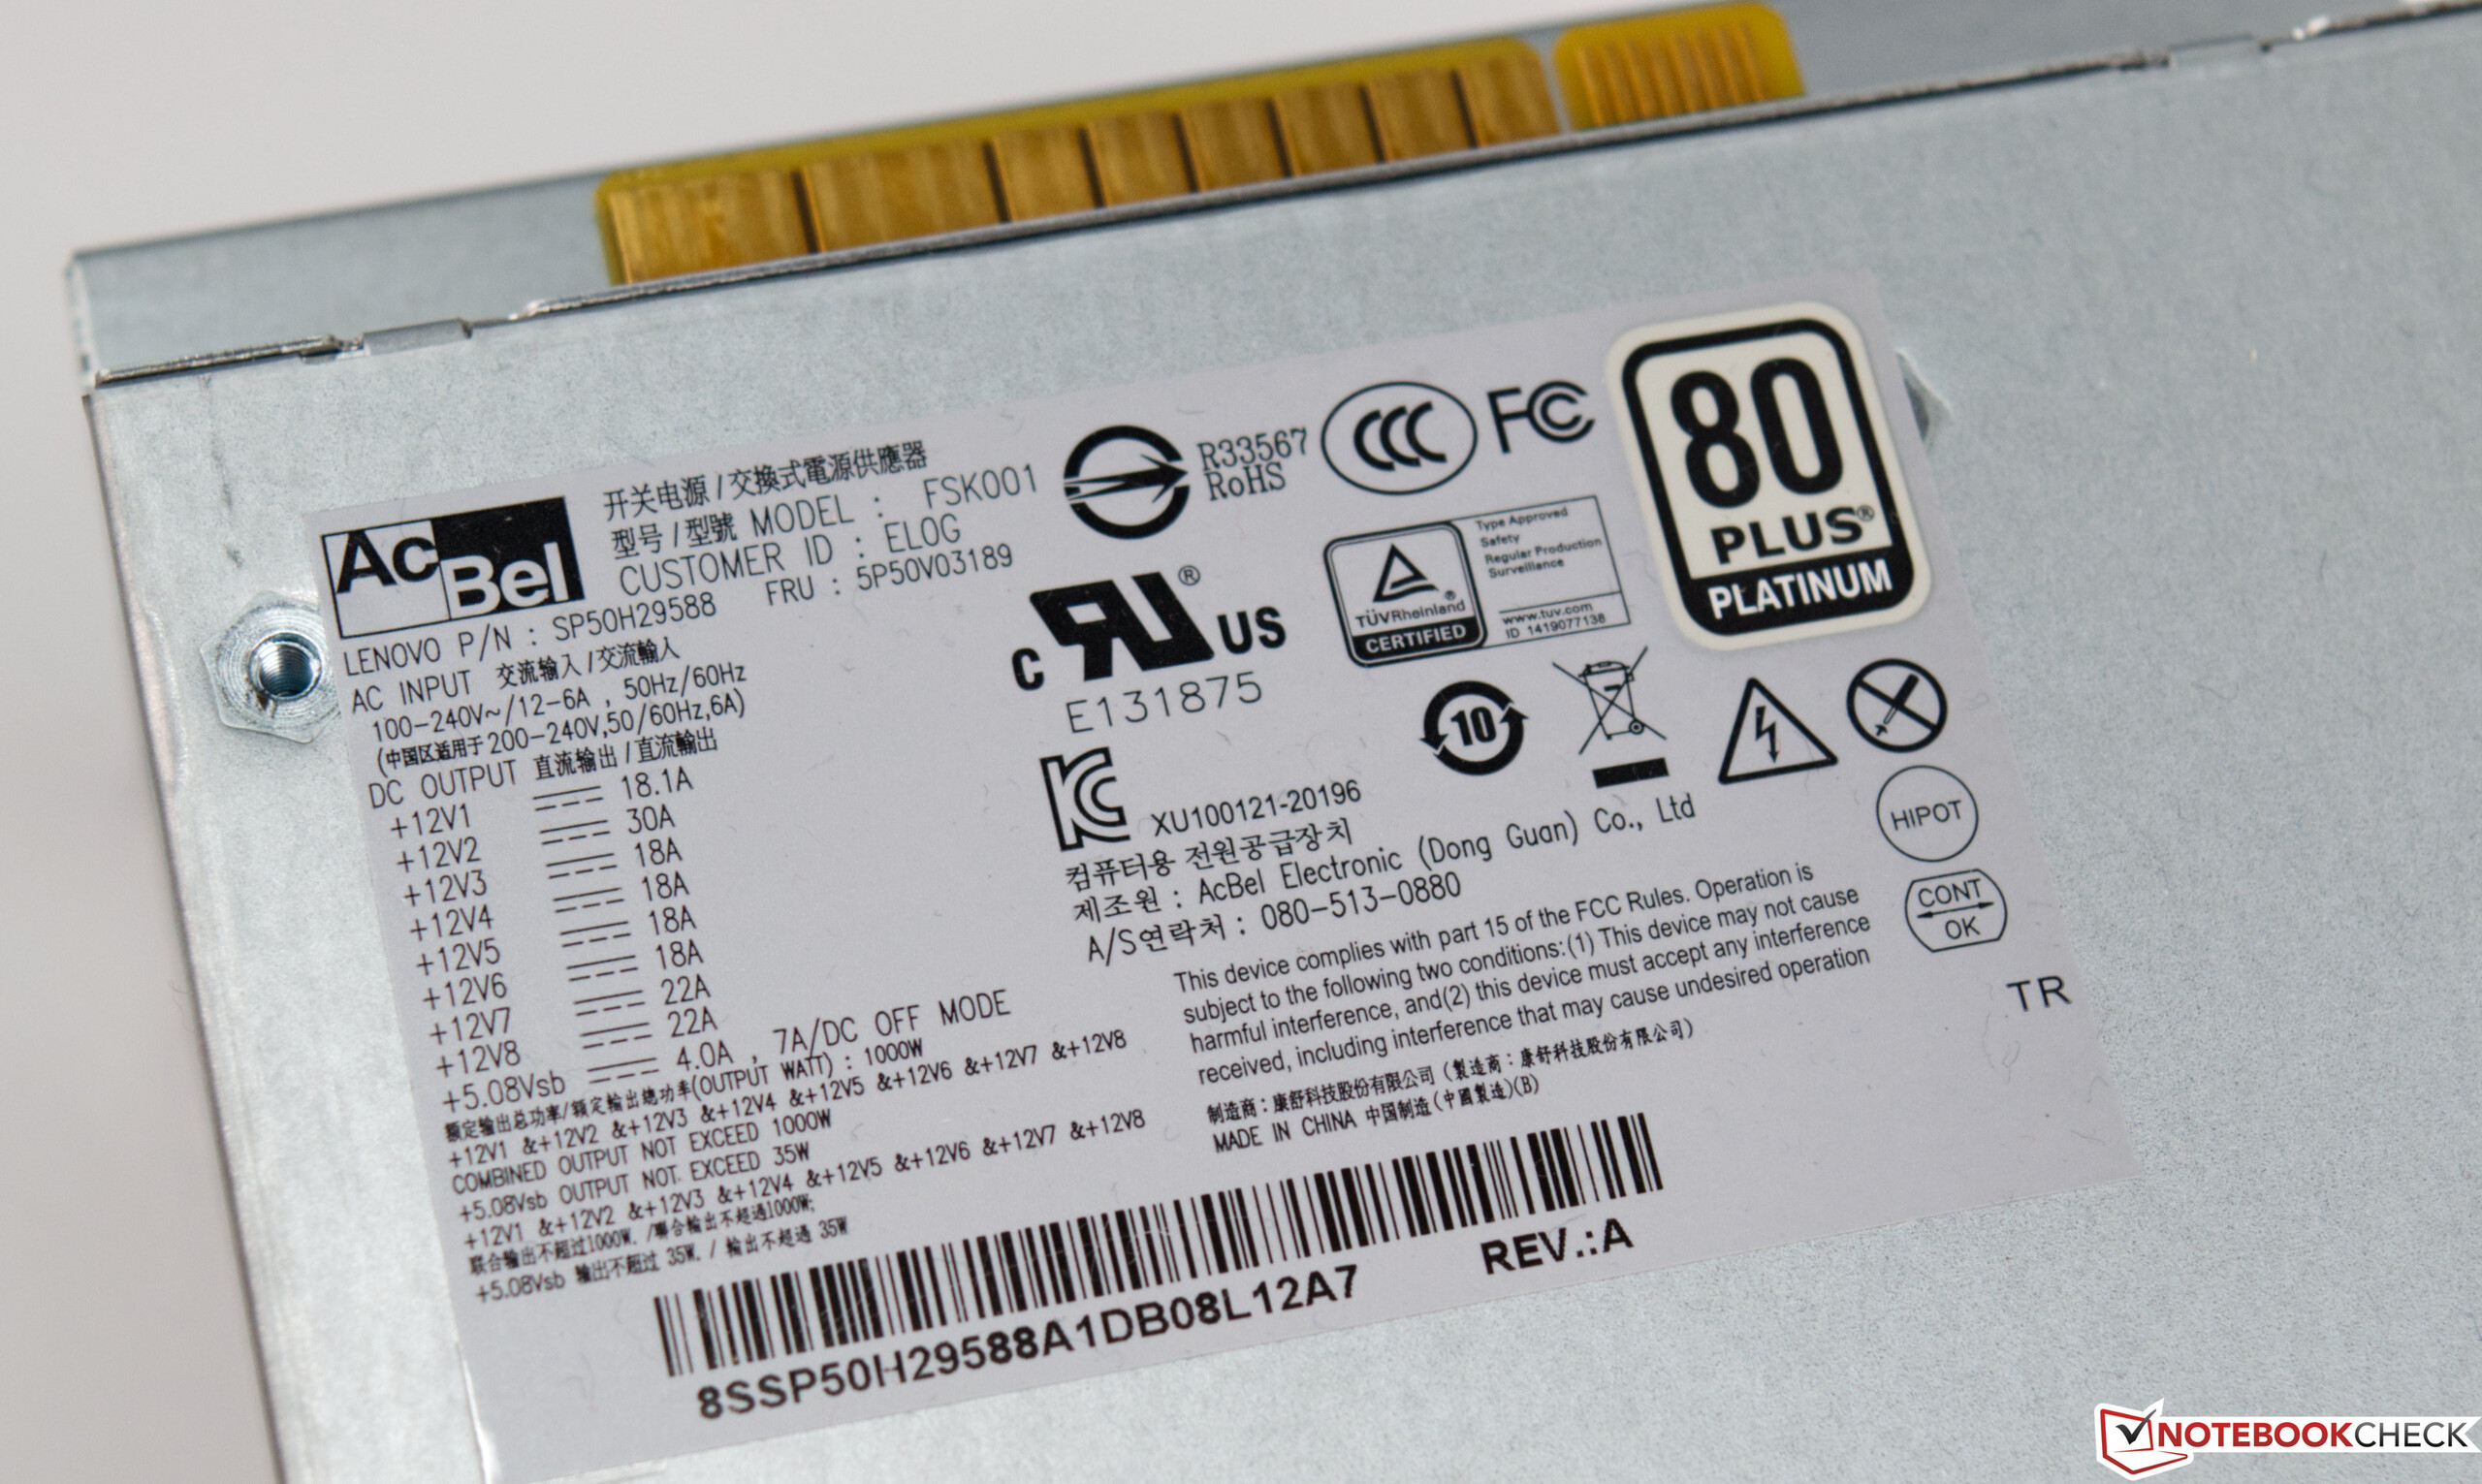 AcBel
开关电源 / 交換式電源供應器
型号 / 型號 MODEL : FSK001
CUSTOMER ID : ELOG
LENOVO P/N : SP50H29588 FRU : 5P50V03189
AC INPUT 交流输入 / 交流輸入
100-240V~/12-6A , 50Hz/60Hz
(中国区适用于200-240V,50/60Hz,6A)
DC OUTPUT 直流输出 / 直流輸出
+12V1 18.1A
+12V2 30A
+12V3 18A
+12V4 18A
+12V5 18A
+12V6 18A
+12V7 22A
+12V8 22A
+5.08Vsb 4.0A , 7A/DC OFF MODE
额定输出总功率/額定輸出總功率(OUTPUT WATT) : 1000W
+12V1 &+12V2 &+12V3 &+12V4 &+12V5 &+12V6 &+12V7 &+12V8
COMBINED OUTPUT NOT EXCEED 1000W
+5.08Vsb OUTPUT NOT EXCEED 35W
+12V1 &+12V2 &+12V3 &+12V4 &+12V5 &+12V6 &+12V7 &+12V8
联合输出不超过1000W. /聯合輸出不超過1000W;
+5.08Vsb 输出不超过 35W. / 輸出不超過 35W
R33567
RoHS
CCC
FC
80
PLUS®
PLATINUM
c RU® US
E131875
TÜVRheinland®
CERTIFIED
Type Approved
Safety
Regular Production
Surveillance
www.tuv.com
ID 1419077138
10
KC
XU100121-20196
컴퓨터용 전원공급장치
제조원 : AcBel Electronic (Dong Guan) Co., Ltd
A/S연락처 : 080-513-0880
HIPOT
CONT
OK
TR
This device complies with part 15 of the FCC Rules. Operation is
subject to the following two conditions:(1) This device may not cause
harmful interference, and(2) this device must accept any interference
received, including interference that may cause undesired operation
制造商：康舒科技股份有限公司 (製造商：康舒科技股份有限公司)
MADE IN CHINA 中国制造(中國製造)(B)
8SSP50H29588A1DB08L12A7
REV.:A
NOTEBOOKCHECK